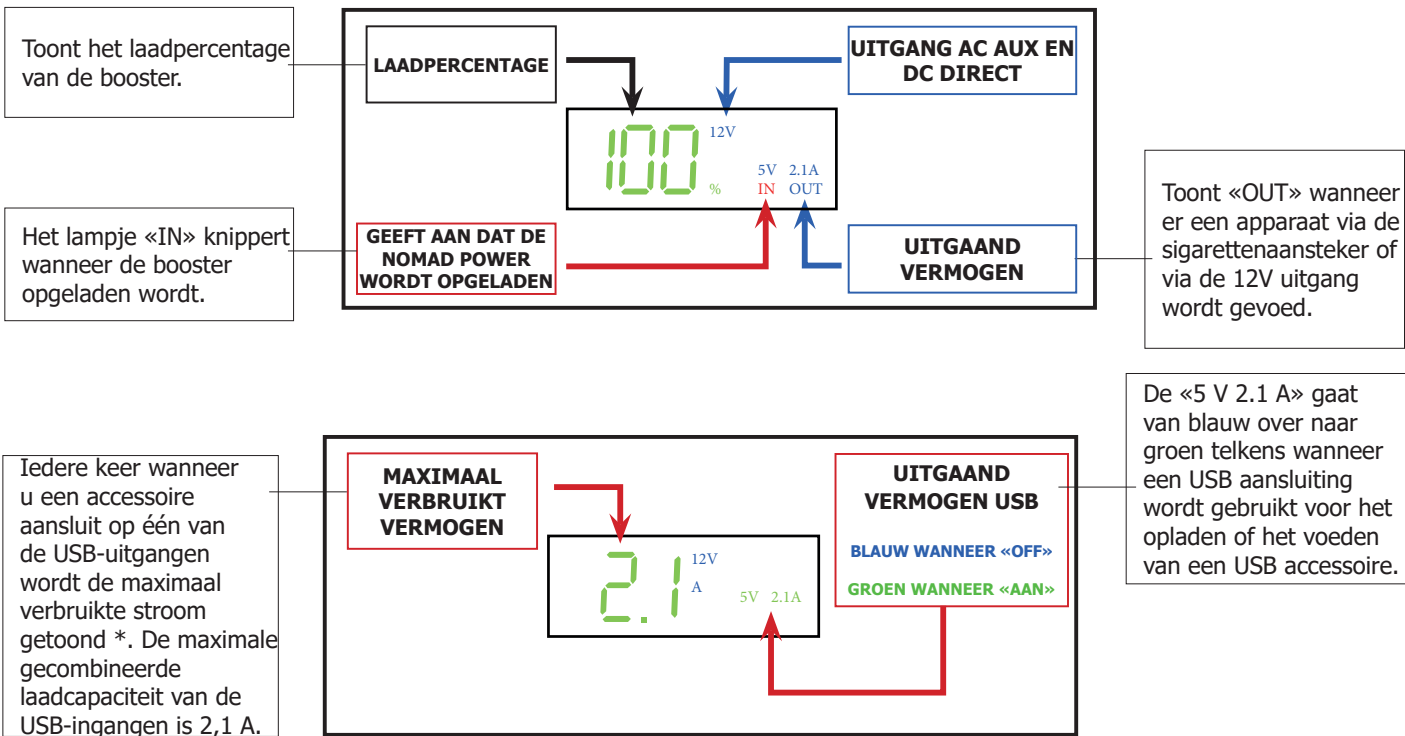 Toont het laadpercentage
van de booster.
LAADPERCENTAGE
UITGANG AC AUX EN
DC DIRECT
100
%
12V
5V 2.1A
IN OUT
Het lampje «IN» knippert
wanneer de booster
opgeladen wordt.
GEEFT AAN DAT DE
NOMAD POWER
WORDT OPGELADEN
UITGAAND
VERMOGEN
Toont «OUT» wanneer
er een apparaat via de
sigarettenaansteker of
via de 12V uitgang
wordt gevoed.
Iedere keer wanneer
u een accessoire
aansluit op één van
de USB-uitgangen
wordt de maximaal
verbruikte stroom
getoond *. De maximale
gecombineerde
laadcapaciteit van de
USB-ingangen is 2,1 A.
MAXIMAAL
VERBRUIKT
VERMOGEN
2.1
12V
A
5V 2.1A
UITGAAND
VERMOGEN USB
BLAUW WANNEER «OFF»
GROEN WANNEER «AAN»
De «5 V 2.1 A» gaat
van blauw over naar
groen telkens wanneer
een USB aansluiting
wordt gebruikt voor het
opladen of het voeden
van een USB accessoire.